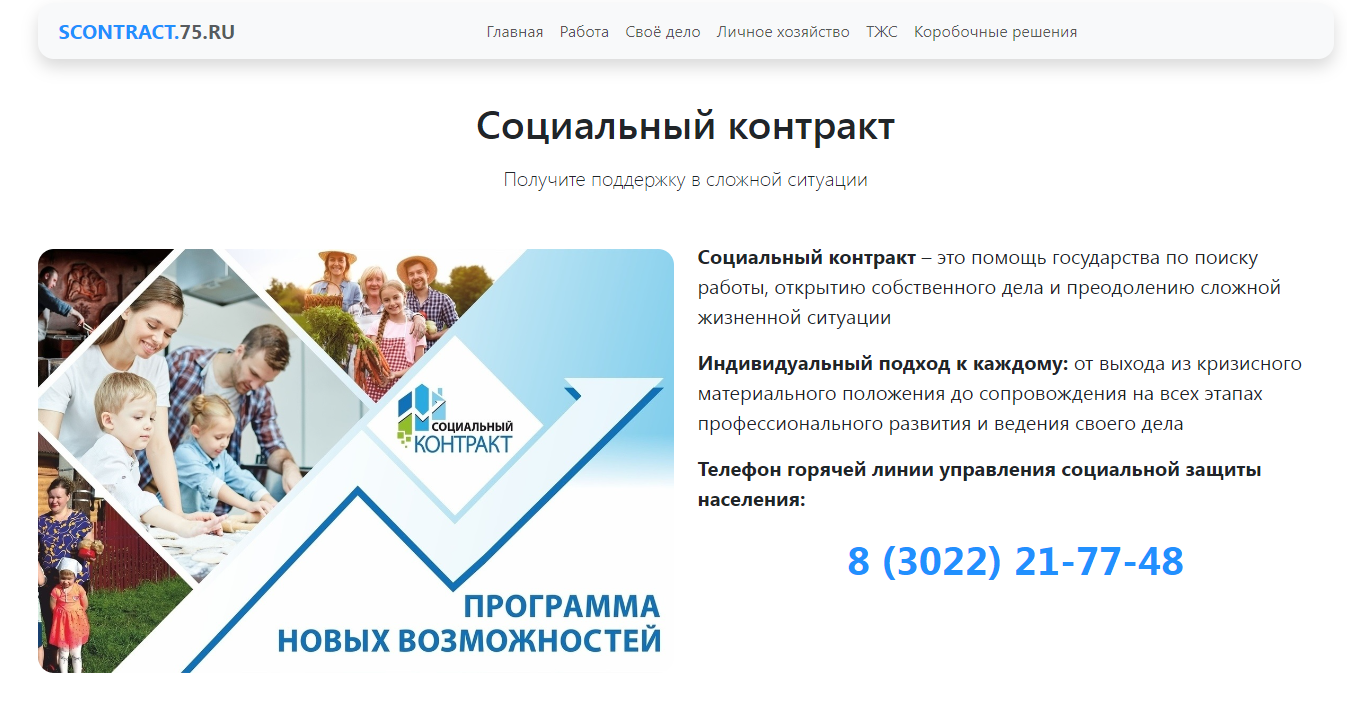 SCONTRACT.75.RU
Главная Работа Своё дело Личное хозяйство ТЖС Коробочные решения
Социальный контракт
Получите поддержку в сложной ситуации
СОЦИАЛЬНЫЙ
КОНТРАКТ
ПРОГРАММА
НОВЫХ ВОЗМОЖНОСТЕЙ
Социальный контракт – это помощь государства по поиску
работы, открытию собственного дела и преодолению сложной
жизненной ситуации
Индивидуальный подход к каждому: от выхода из кризисного
материального положения до сопровождения на всех этапах
профессионального развития и ведения своего дела
Телефон горячей линии управления социальной защиты
населения:
8 (3022) 21-77-48